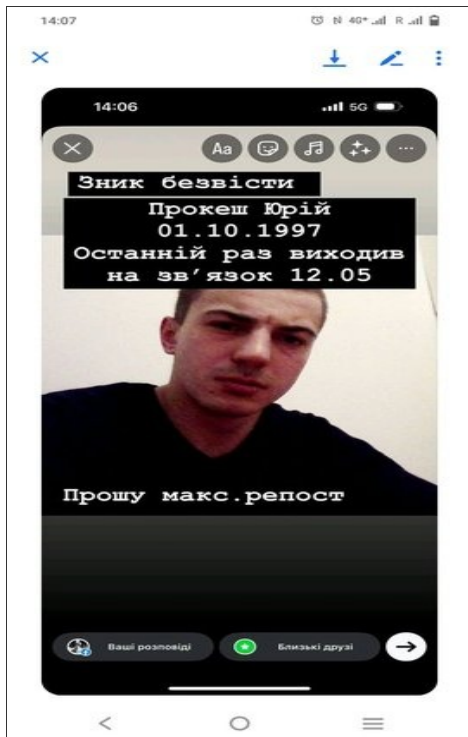 14:07
4G+ R
14:06
5G
Aa
Зник безвісти
Прокеш Юрій
01.10.1997
Останній раз виходив
на зв’язок 12.05
Прошу макс.репост
Ваші розповіді
Близькі друзі